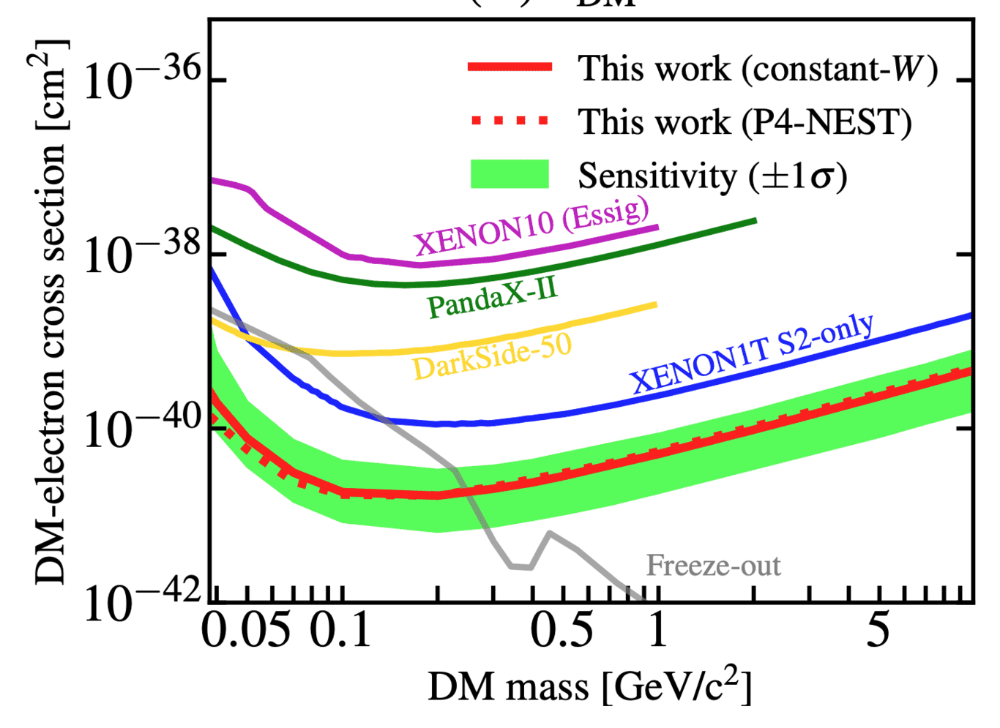 DM
10⁻³⁶
10⁻³⁸
10⁻⁴⁰
10⁻⁴²
DM-electron cross section [cm²]
This work (constant-W)
This work (P4-NEST)
Sensitivity (±1σ)
XENON10 (Essig)
PandaX-II
DarkSide-50
XENON1T S2-only
Freeze-out
0.05 0.1 0.5 1 5
DM mass [GeV/c²]